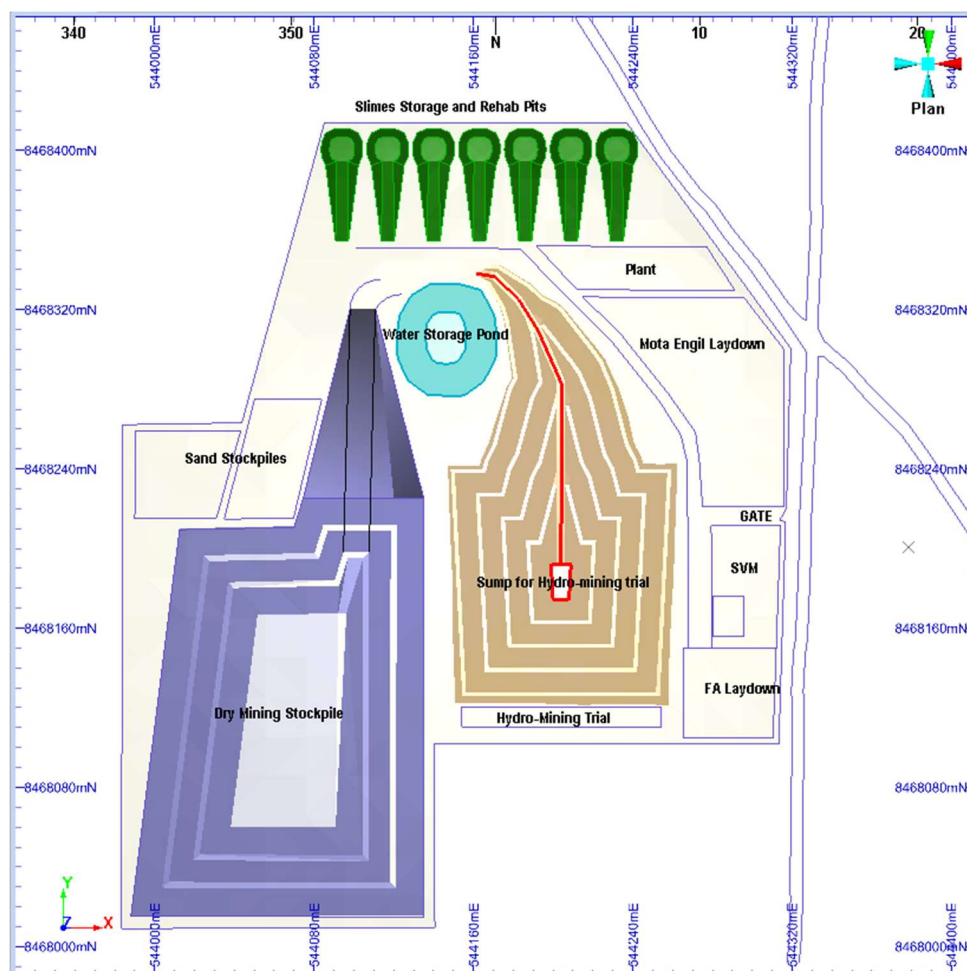 340
350
N
10
20
544000mE
544080mE
544160mE
544240mE
544320mE
544400mE
Plan
Slimes Storage and Rehab Pits
8468400mN
8468400mN
Plant
8468320mN
8468320mN
Water Storage Pond
Mota Engil Laydown
Sand Stockpiles
8468240mN
8468240mN
GATE
SVM
Sump for Hydro-mining trial
8468160mN
8468160mN
FA Laydown
Dry Mining Stockpile
Hydro-Mining Trial
8468080mN
8468080mN
Y
Z
X
8468000mN
8468000mN
544000mE
544080mE
544160mE
544240mE
544320mE
544400mE